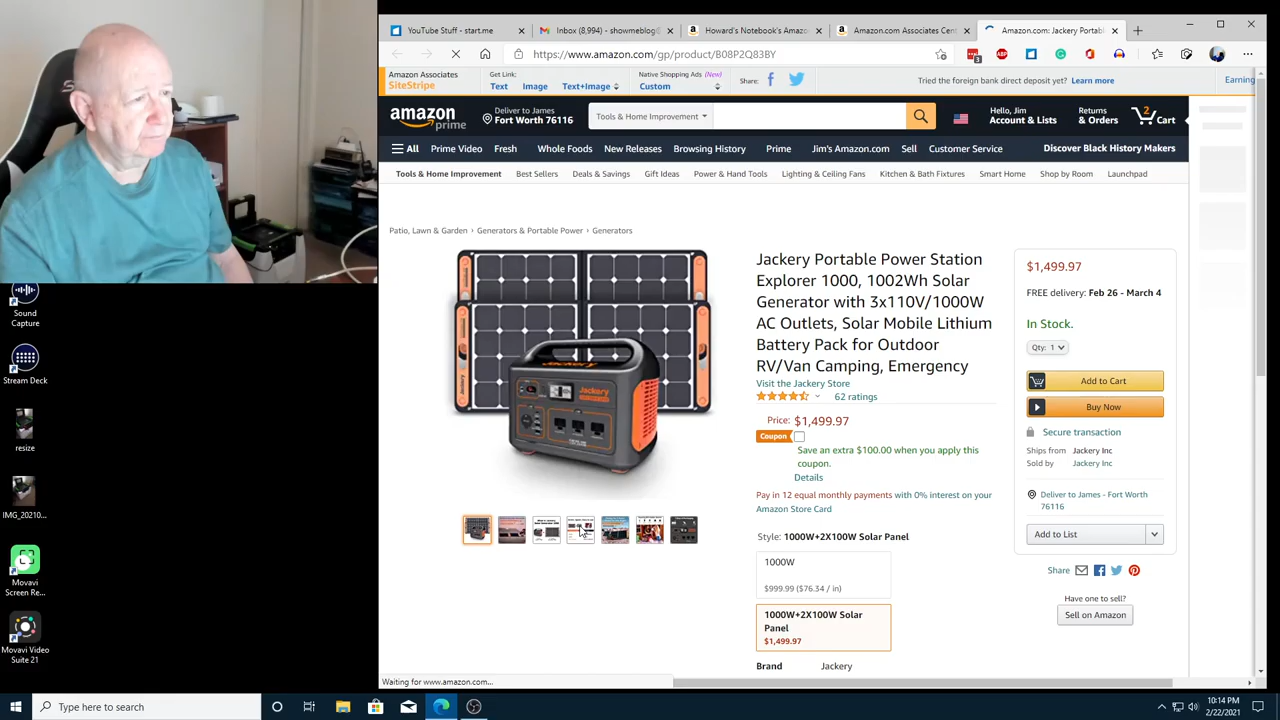 YouTube Stuff - start.me
Inbox (8,994) - showmeblog@
Howard's Notebook's Amazo
Amazon.com Associates Cent
Amazon.com: Jackery Portabl
https://www.amazon.com/gp/product/B08P2Q83BY
Amazon Associates
SiteStripe
Get Link:
Text
Image
Text+Image
Native Shopping Ads (New)
Custom
Share:
Tried the foreign bank direct deposit yet? Learn more
Earning
amazon
prime
Deliver to James
Fort Worth 76116
Tools & Home Improvement
Hello, Jim
Account & Lists
Returns
& Orders
2
Cart
All
Prime Video
Fresh
Whole Foods
New Releases
Browsing History
Prime
Jim's Amazon.com
Sell
Customer Service
Discover Black History Makers
Tools & Home Improvement
Best Sellers
Deals & Savings
Gift Ideas
Power & Hand Tools
Lighting & Ceiling Fans
Kitchen & Bath Fixtures
Smart Home
Shop by Room
Launchpad
Patio, Lawn & Garden › Generators & Portable Power › Generators
Jackery
Jackery Portable Power Station
Explorer 1000, 1002Wh Solar
Generator with 3x110V/1000W
AC Outlets, Solar Mobile Lithium
Battery Pack for Outdoor
RV/Van Camping, Emergency
Visit the Jackery Store
62 ratings
Price: $1,499.97
Coupon
Save an extra $100.00 when you apply this
coupon.
Details
Pay in 12 equal monthly payments with 0% interest on your
Amazon Store Card
Style: 1000W+2X100W Solar Panel
1000W
$999.99 ($76.34 / in)
1000W+2X100W Solar
Panel
$1,499.97
Brand Jackery
$1,499.97
FREE delivery: Feb 26 - March 4
In Stock.
Qty: 1
Add to Cart
Buy Now
Secure transaction
Ships from Jackery Inc
Sold by Jackery Inc
Deliver to James - Fort Worth
76116
Add to List
Share
Have one to sell?
Sell on Amazon
Sound
Capture
Stream Deck
resize
IMG_20210...
Movavi
Screen Re...
Movavi Video
Suite 21
Waiting for www.amazon.com...
Type here to search
10:14 PM
2/22/2021